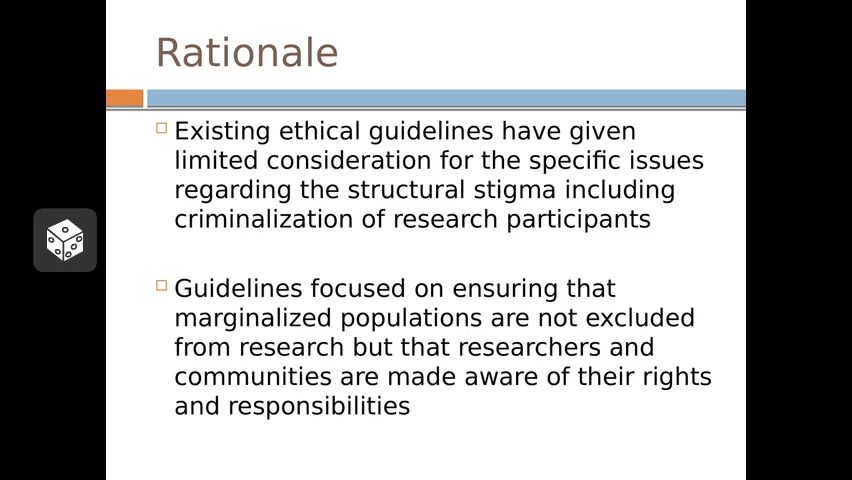 Rationale
Existing ethical guidelines have given
limited consideration for the specific issues
regarding the structural stigma including
criminalization of research participants
Guidelines focused on ensuring that
marginalized populations are not excluded
from research but that researchers and
communities are made aware of their rights
and responsibilities